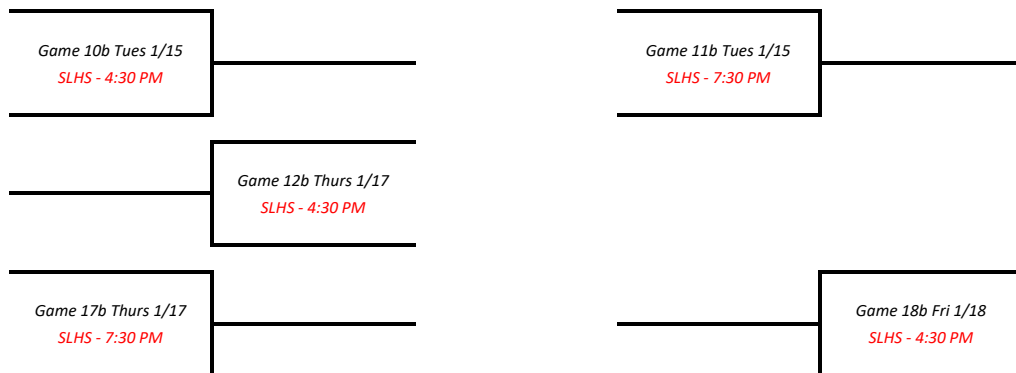 Game 10b Tues 1/15
SLHS - 4:30 PM
Game 11b Tues 1/15
SLHS - 7:30 PM
Game 12b Thurs 1/17
SLHS - 4:30 PM
Game 17b Thurs 1/17
SLHS - 7:30 PM
Game 18b Fri 1/18
SLHS - 4:30 PM